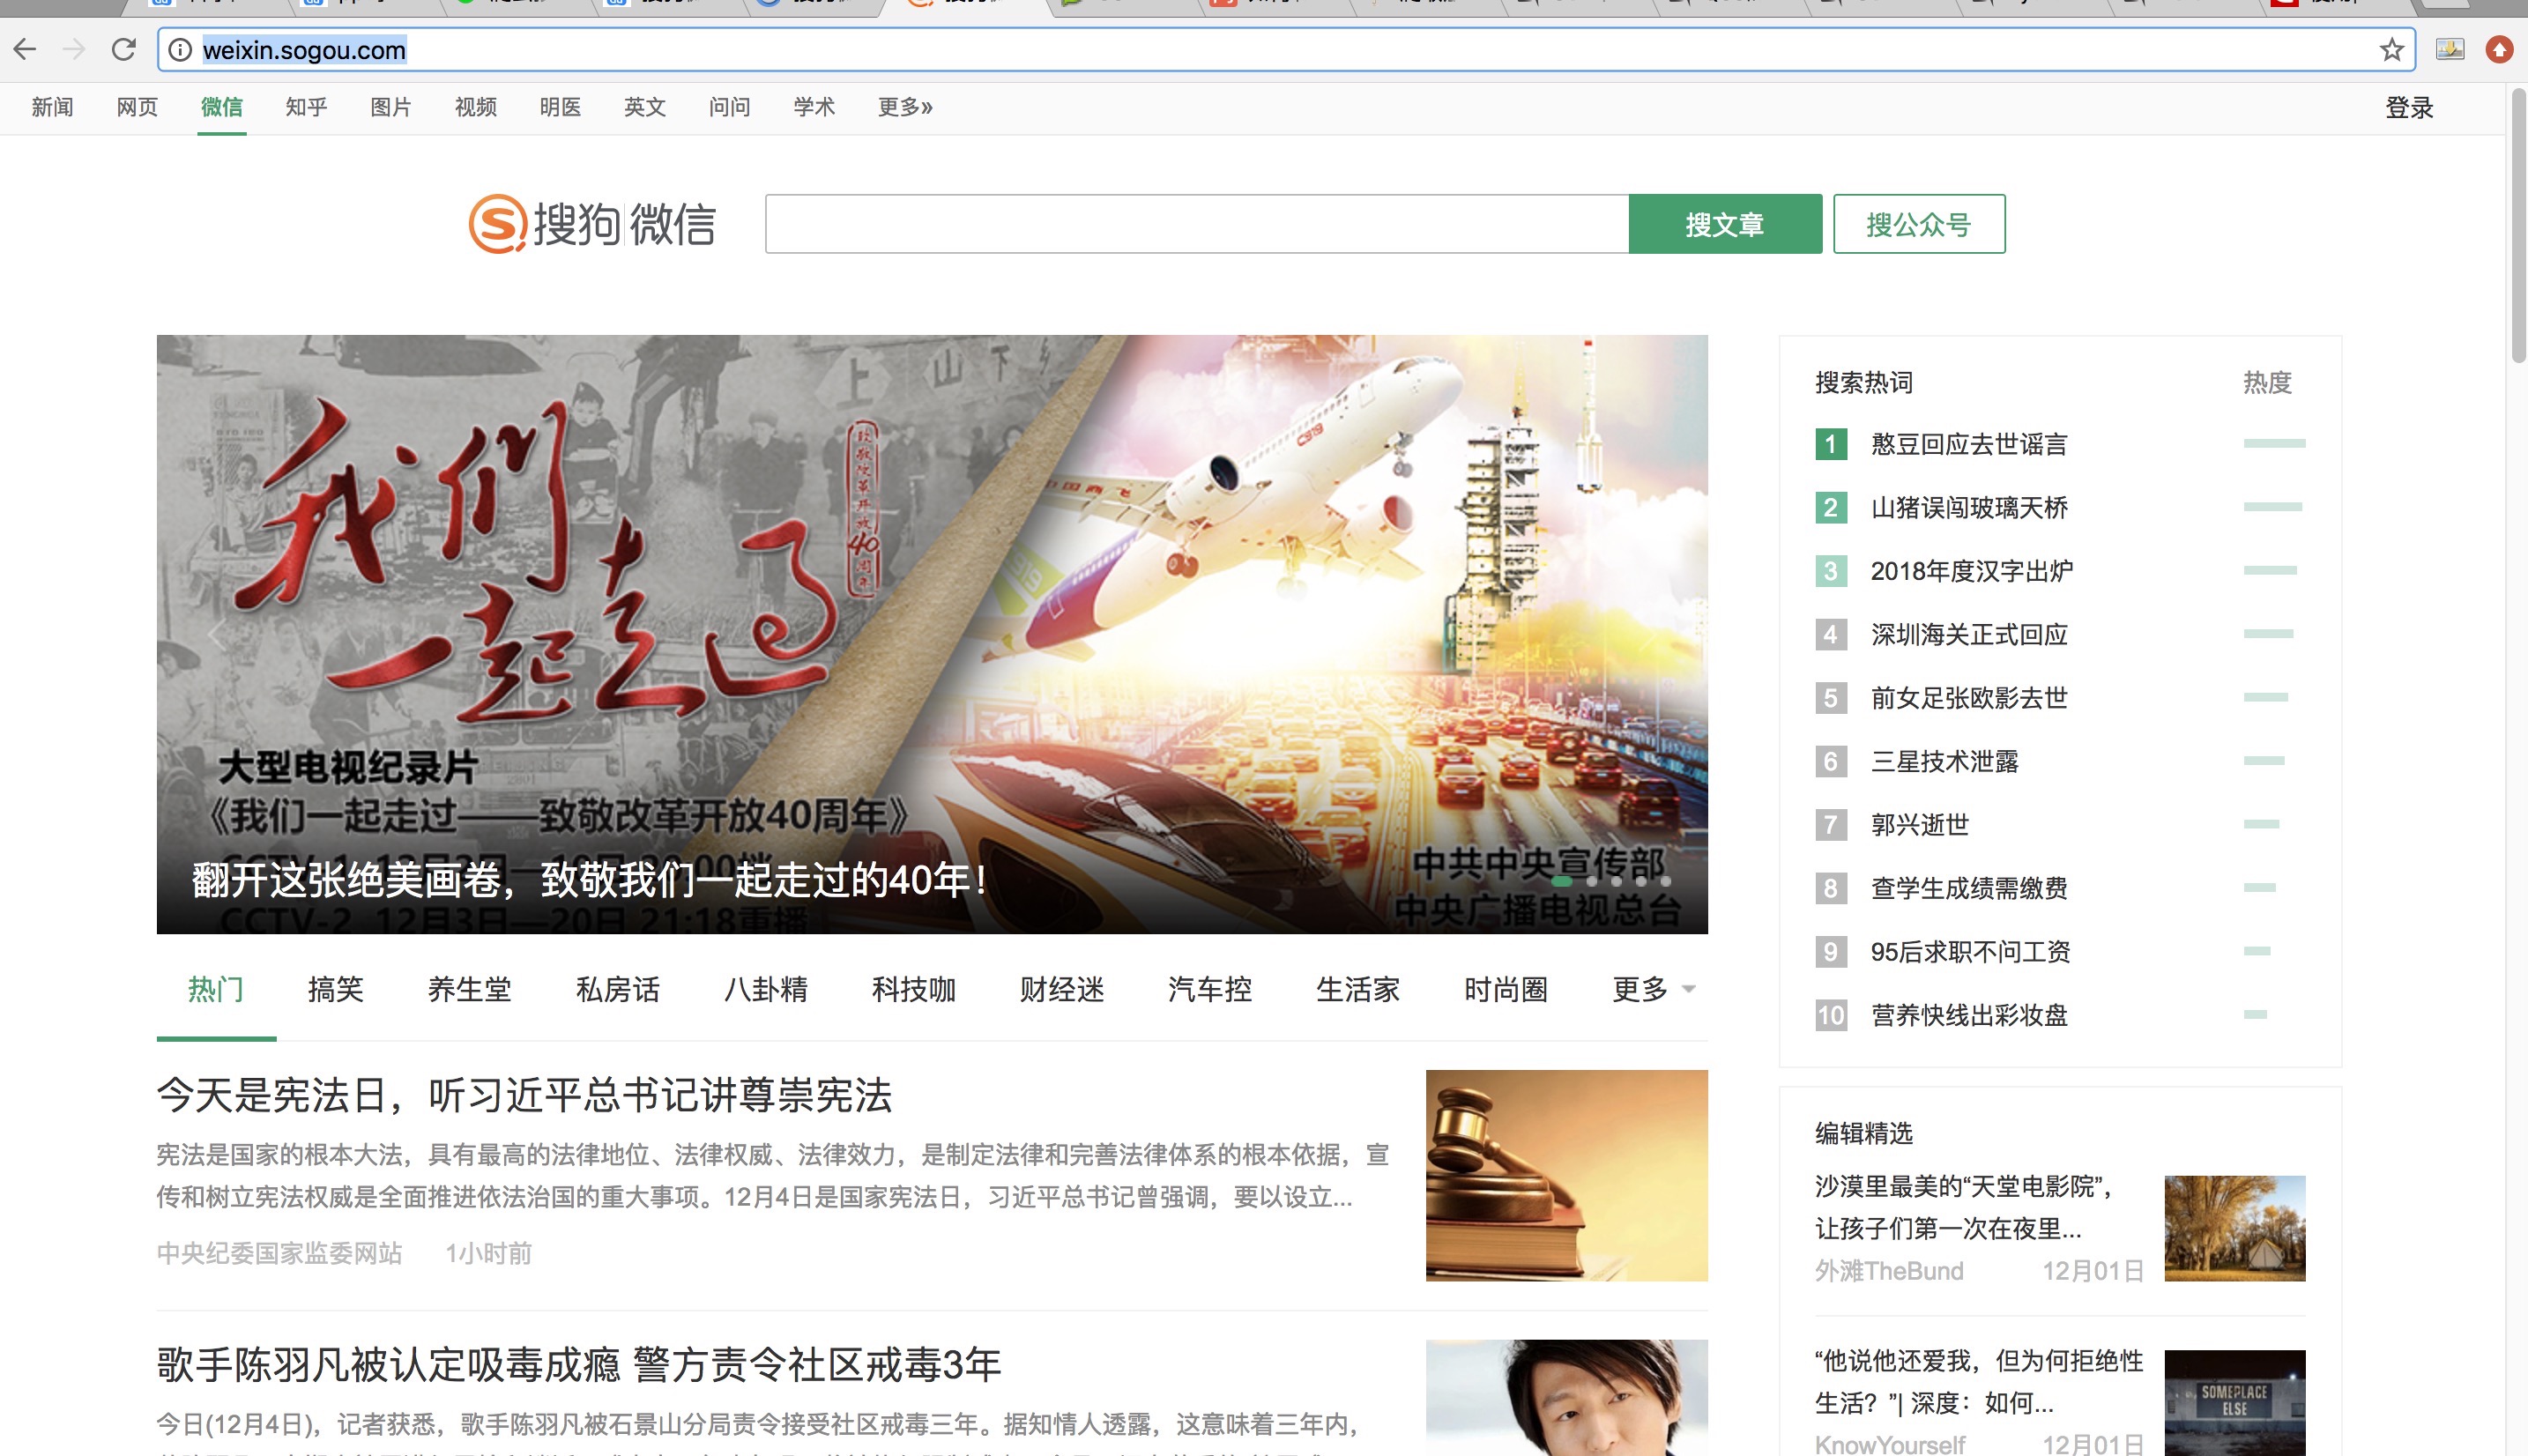 weixin.sogou.com
新闻 网页 微信 知乎 图片 视频 明医 英文 问问 学术 更多» 登录
搜狗 微信 搜文章 搜公众号
上山下
我们一起走过
致敬改革开放40周年
C919
大型电视纪录片
《我们一起走过——致敬改革开放40周年》
翻开这张绝美画卷，致敬我们一起走过的40年！
CCTV-2 12月3日—20日 21:18重播
中共中央宣传部
中央广播电视总台
热门 搞笑 养生堂 私房话 八卦精 科技咖 财经迷 汽车控 生活家 时尚圈 更多
今天是宪法日，听习近平总书记讲尊崇宪法
宪法是国家的根本大法，具有最高的法律地位、法律权威、法律效力，是制定法律和完善法律体系的根本依据，宣
传和树立宪法权威是全面推进依法治国的重大事项。12月4日是国家宪法日，习近平总书记曾强调，要以设立...
中央纪委国家监委网站 1小时前
歌手陈羽凡被认定吸毒成瘾 警方责令社区戒毒3年
今日(12月4日)，记者获悉，歌手陈羽凡被石景山分局责令接受社区戒毒三年。据知情人透露，这意味着三年内，
搜索热词 热度
1 憨豆回应去世谣言
2 山猪误闯玻璃天桥
3 2018年度汉字出炉
4 深圳海关正式回应
5 前女足张欧影去世
6 三星技术泄露
7 郭兴逝世
8 查学生成绩需缴费
9 95后求职不问工资
10 营养快线出彩妆盘
编辑精选
沙漠里最美的“天堂电影院”，
让孩子们第一次在夜里...
外滩TheBund 12月01日
“他说他还爱我，但为何拒绝性
生活？”| 深度：如何...
SOMEPLACE
ELSE
KnowYourself 12月01日